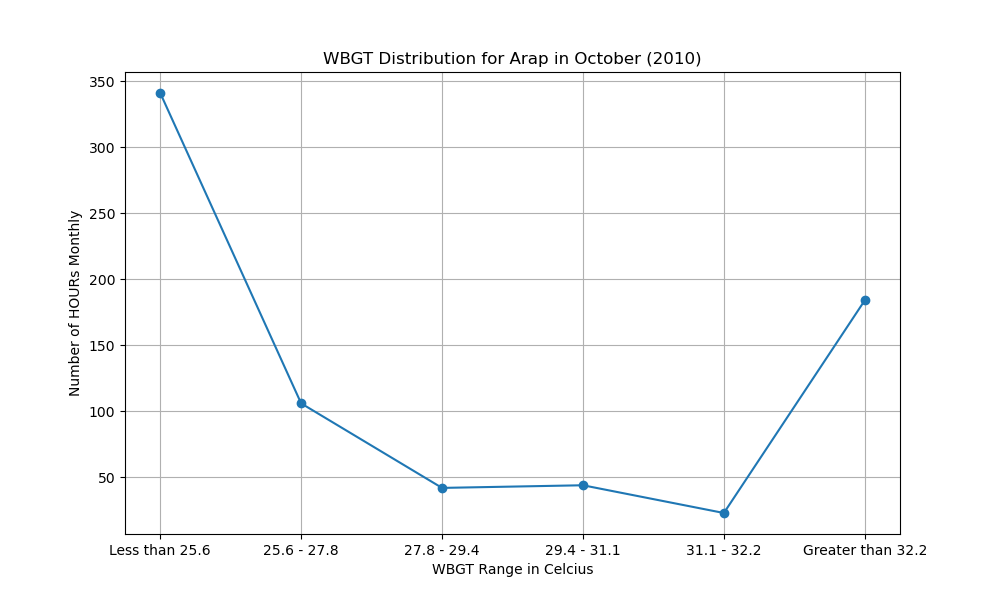 WBGT Distribution for Arap in October (2010)
Number of HOURs Monthly
350
300
250
200
150
100
50
Less than 25.6
25.6 - 27.8
27.8 - 29.4
29.4 - 31.1
31.1 - 32.2
Greater than 32.2
WBGT Range in Celcius